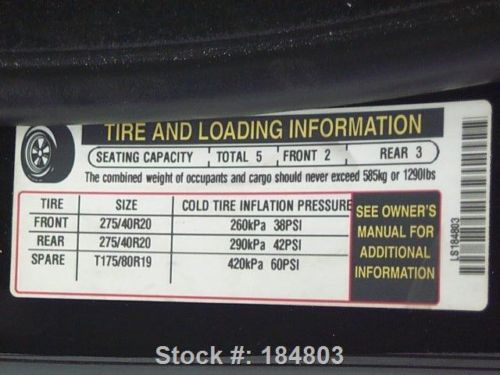 TIRE AND LOADING INFORMATION
SEATING CAPACITY TOTAL 5 FRONT 2 REAR 3
The combined weight of occupants and cargo should never exceed 585kg or 1290lbs
TIRE SIZE COLD TIRE INFLATION PRESSURE
FRONT 275/40R20 260kPa 38PSI
REAR 275/40R20 290kPa 42PSI
SPARE T175/80R19 420kPa 60PSI
SEE OWNER'S
MANUAL FOR
ADDITIONAL
INFORMATION
LS184803
Stock #: 184803